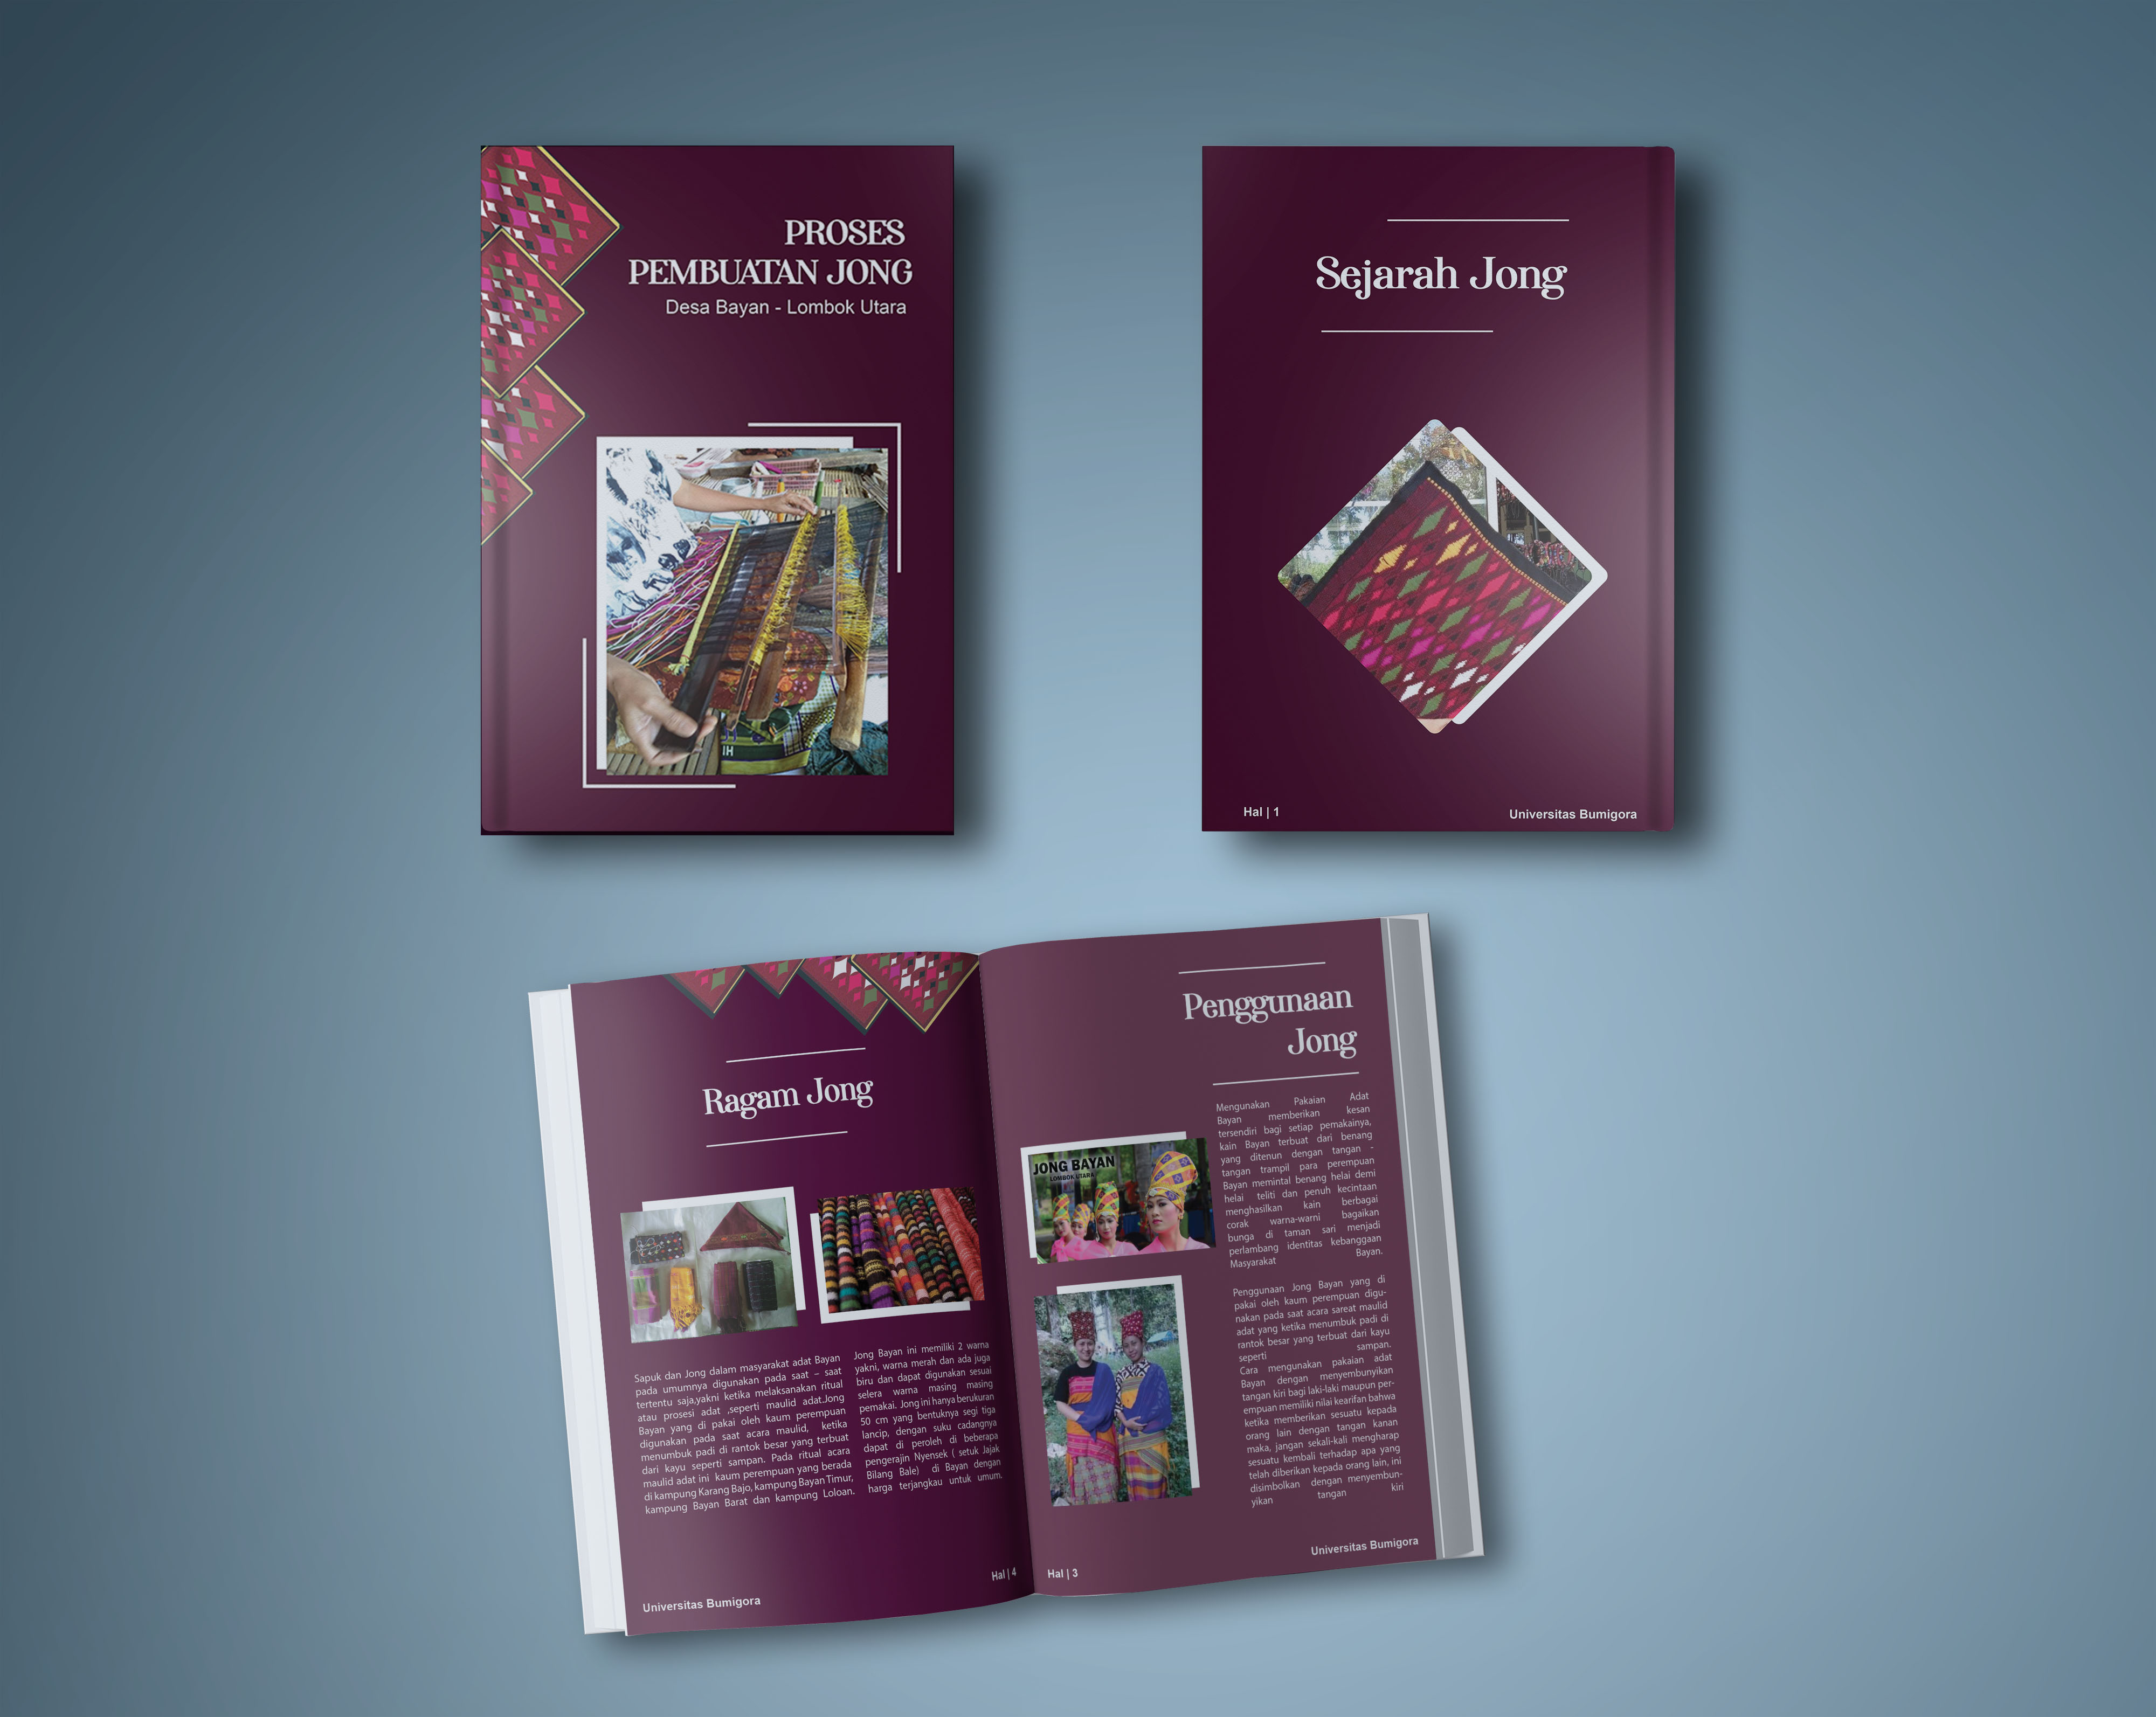 PROSES
PEMBUATAN JONG
Desa Bayan - Lombok Utara
Sejarah Jong
Hal | 1
Universitas Bumigora
Ragam Jong
Sapuk dan Jong dalam masyarakat adat Bayan
pada umumnya digunakan pada saat – saat
tertentu saja,yakni ketika melaksanakan ritual
atau prosesi adat ,seperti maulid adat.Jong
Bayan yang di pakai oleh kaum perempuan
digunakan pada saat acara maulid, ketika
menumbuk padi di rantok besar yang terbuat
dari kayu seperti sampan. Pada ritual acara
maulid adat ini kaum perempuan yang berada
di kampung Karang Bajo, kampung Bayan Timur,
kampung Bayan Barat dan kampung Loloan.
Jong Bayan ini memiliki 2 warna
yakni, warna merah dan ada juga
biru dan dapat digunakan sesuai
selera warna masing masing
pemakai. Jong ini hanya berukuran
50 cm yang bentuknya segi tiga
lancip, dengan suku cadangnya
dapat di peroleh di beberapa
pengerajin Nyensek ( setuk Jajak
Bilang Bale) di Bayan dengan
harga terjangkau untuk umum.
Hal | 4
Universitas Bumigora
Penggunaan
Jong
JONG BAYAN
LOMBOK UTARA
Mengunakan Pakaian Adat
Bayan memberikan kesan
tersendiri bagi setiap pemakainya,
kain Bayan terbuat dari benang
yang ditenun dengan tangan -
tangan trampil para perempuan
Bayan memintal benang helai demi
helai teliti dan penuh kecintaan
menghasilkan kain berbagai
corak warna-warni bagaikan
bunga di taman sari menjadi
perlambang identitas kebanggaan
Masyarakat Bayan.
Penggunaan Jong Bayan yang di
pakai oleh kaum perempuan digu-
nakan pada saat acara sareat maulid
adat yang ketika menumbuk padi di
rantok besar yang terbuat dari kayu
seperti sampan.
Cara mengunakan pakaian adat
Bayan dengan menyembunyikan
tangan kiri bagi laki-laki maupun per-
empuan memiliki nilai kearifan bahwa
ketika memberikan sesuatu kepada
orang lain dengan tangan kanan
maka, jangan sekali-kali mengharap
sesuatu kembali terhadap apa yang
telah diberikan kepada orang lain, ini
disimbolkan dengan menyembun-
yikan tangan kiri
Hal | 3
Universitas Bumigora